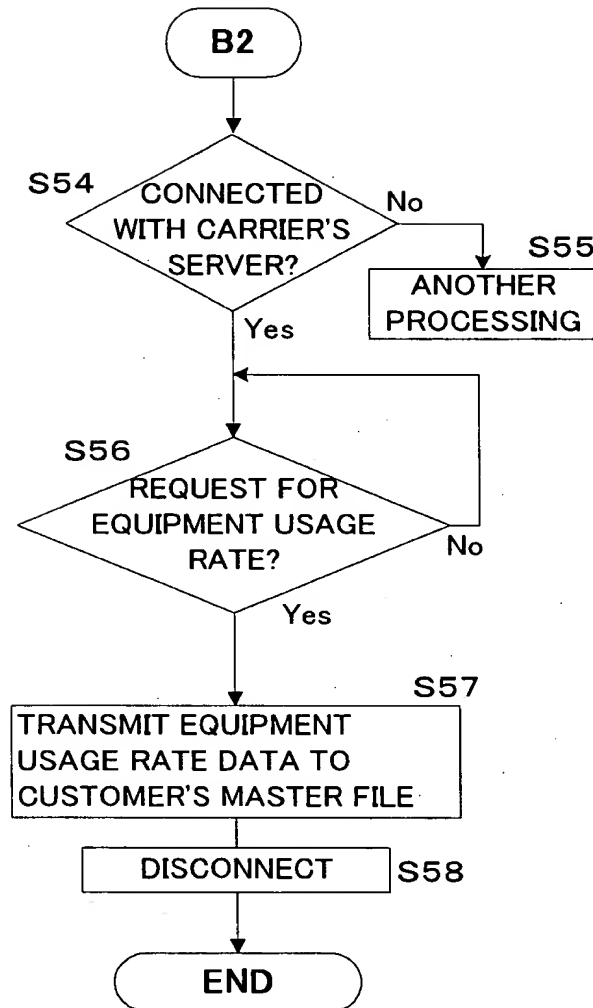 B2
S54
CONNECTED
WITH CARRIER'S
SERVER?
No
S55
ANOTHER
PROCESSING
Yes
S56
REQUEST FOR
EQUIPMENT USAGE
RATE?
No
Yes
S57
TRANSMIT EQUIPMENT
USAGE RATE DATA TO
CUSTOMER'S MASTER FILE
DISCONNECT
S58
END